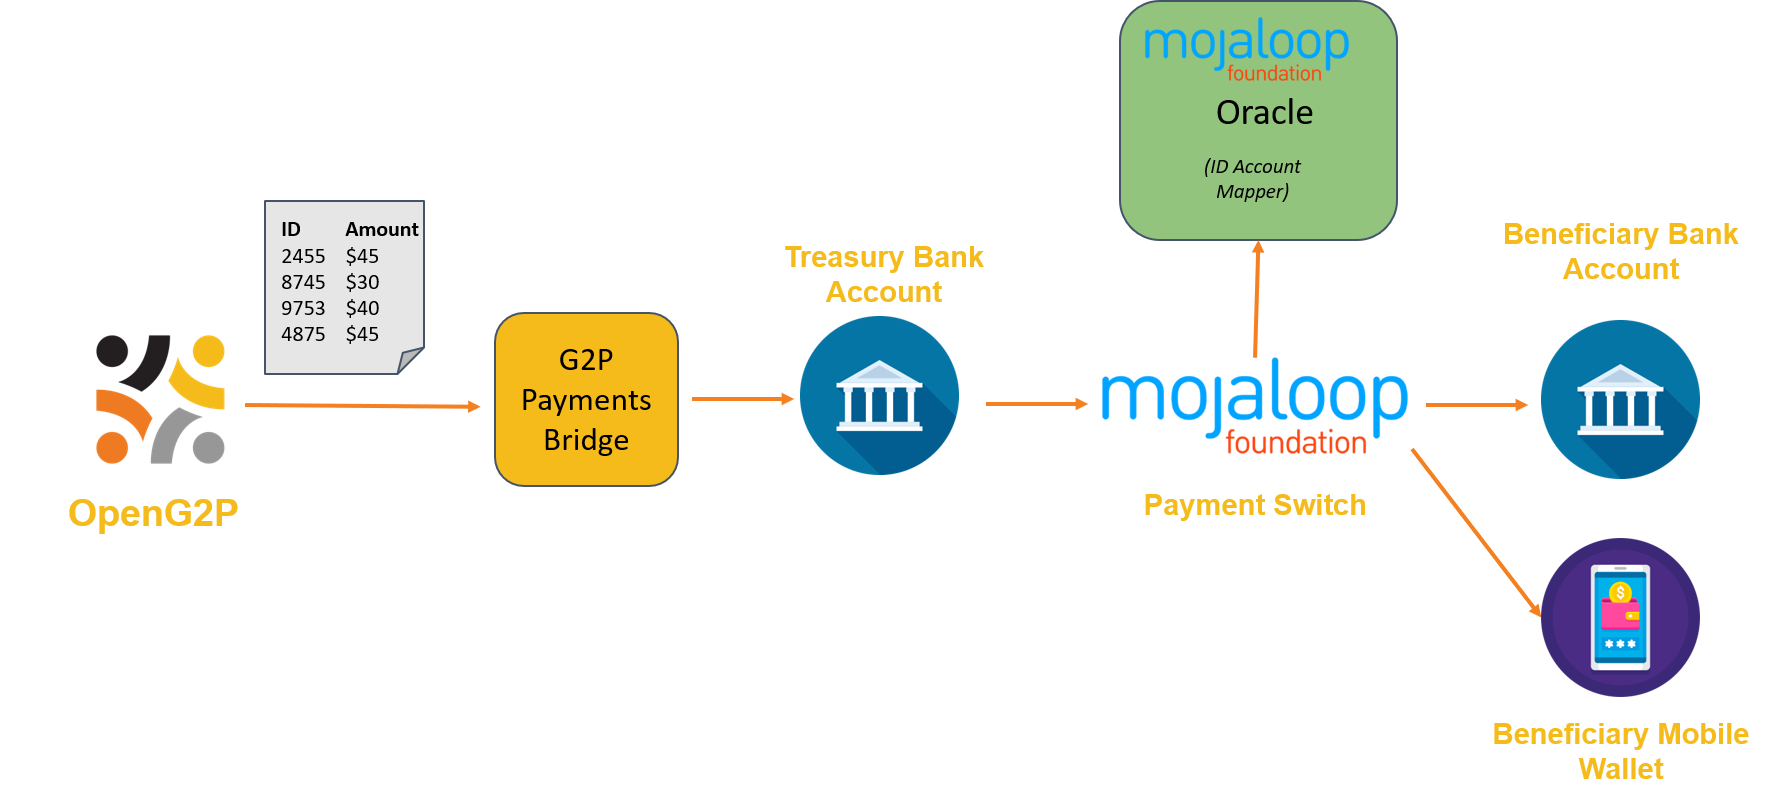 mojaloop
foundation
Oracle
(ID Account
Mapper)
ID Amount
2455 $45
8745 $30
9753 $40
4875 $45
OpenG2P
G2P
Payments
Bridge
Treasury Bank
Account
mojaloop
foundation
Payment Switch
Beneficiary Bank
Account
$
***
Beneficiary Mobile
Wallet